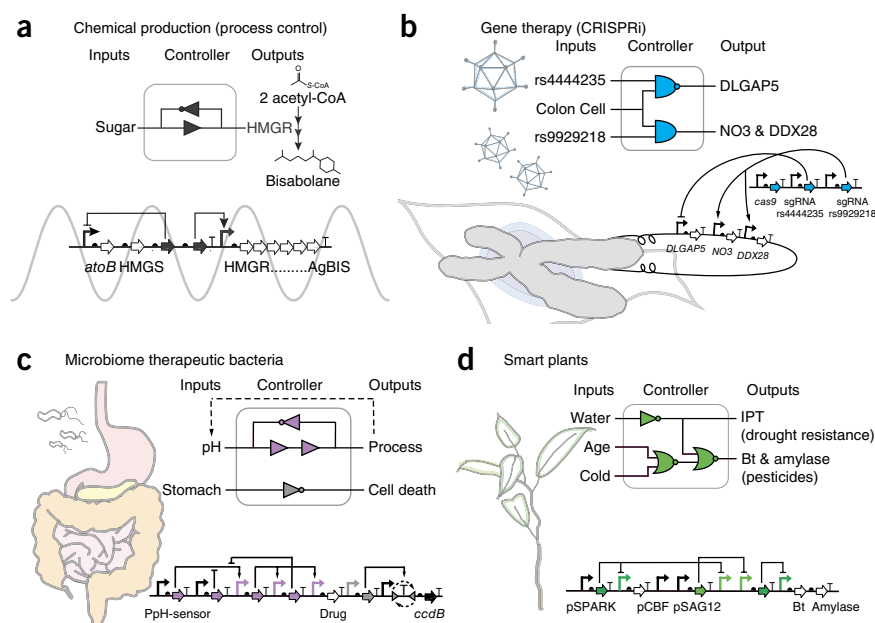 a
Chemical production (process control)
Inputs Controller Outputs
O
S-CoA
2 acetyl-CoA
Sugar
HMGR
Bisabolane
atoB HMGS HMGR.........AgBIS
b
Gene therapy (CRISPRi)
Inputs Controller Output
rs4444235
DLGAP5
Colon Cell
rs9929218
NO3 & DDX28
cas9 sgRNA sgRNA
rs4444235 rs9929218
DLGAP5 NO3 DDX28
c
Microbiome therapeutic bacteria
Inputs Controller Outputs
pH
Process
Stomach
Cell death
PpH-sensor Drug ccdB
d
Smart plants
Inputs Controller Outputs
Water
IPT
(drought resistance)
Age
Bt & amylase
Cold
(pesticides)
pSPARK pCBF pSAG12 Bt Amylase